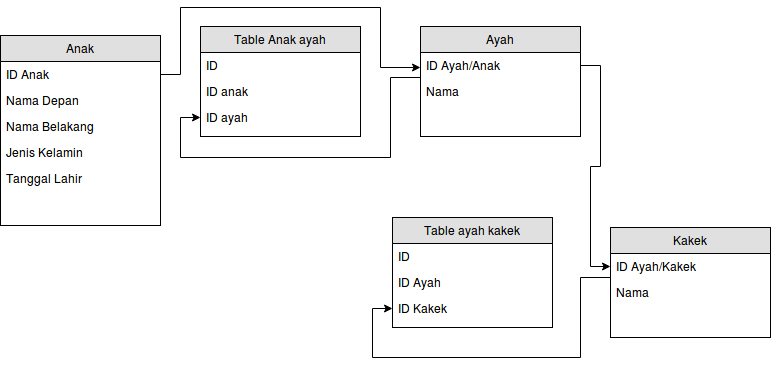 Anak
ID Anak
Nama Depan
Nama Belakang
Jenis Kelamin
Tanggal Lahir
Table Anak ayah
ID
ID anak
ID ayah
Ayah
ID Ayah/Anak
Nama
Table ayah kakek
ID
ID Ayah
ID Kakek
Kakek
ID Ayah/Kakek
Nama